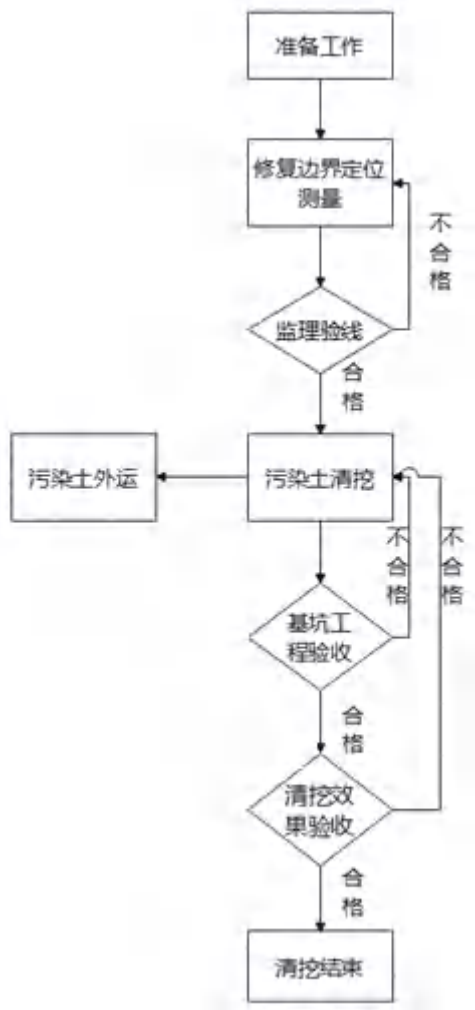 准备工作
修复边界定位
测量
不
合
格
监理验线
合
格
污染土外运
污染土清挖
不
合
格
不
合
格
基坑工
程验收
合
格
清挖效
果验收
合
格
清挖结束